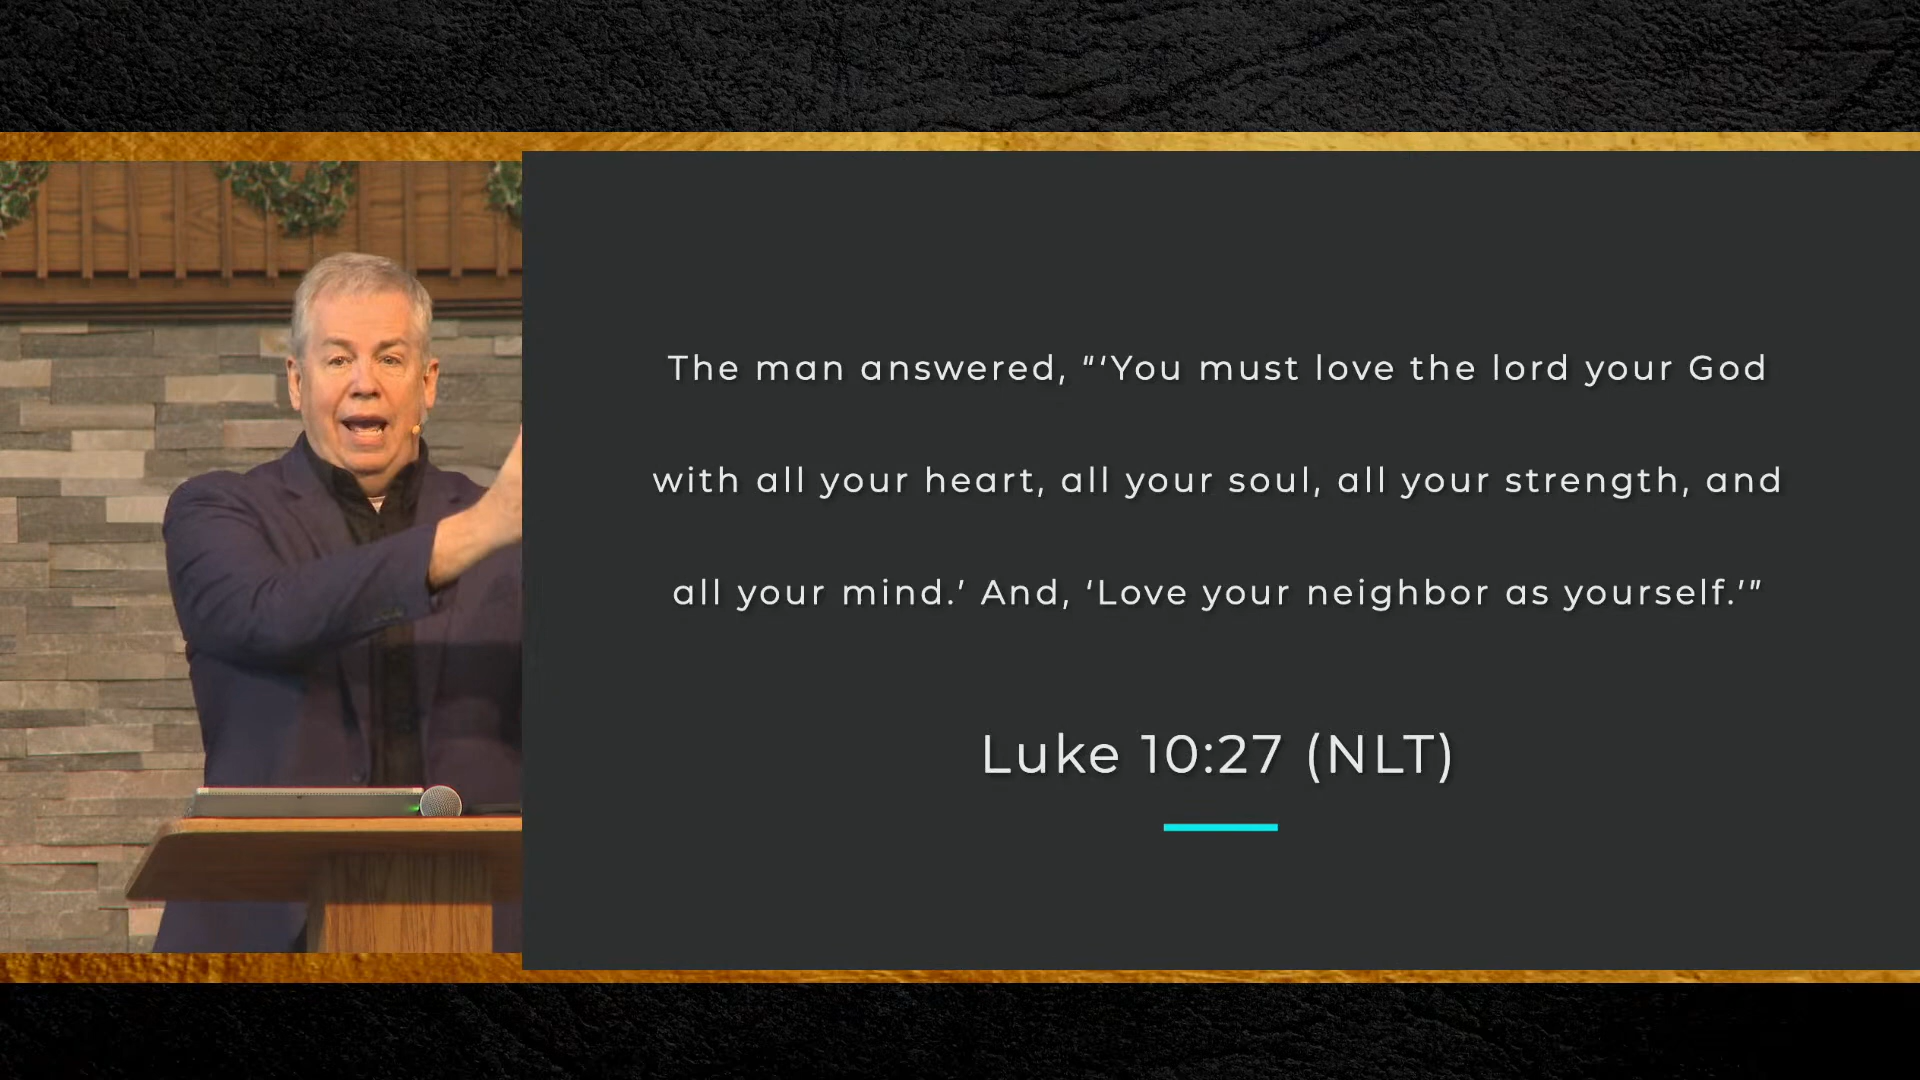 The man answered, "‘You must love the lord your God
with all your heart, all your soul, all your strength, and
all your mind.’ And, ‘Love your neighbor as yourself.’"
Luke 10:27 (NLT)